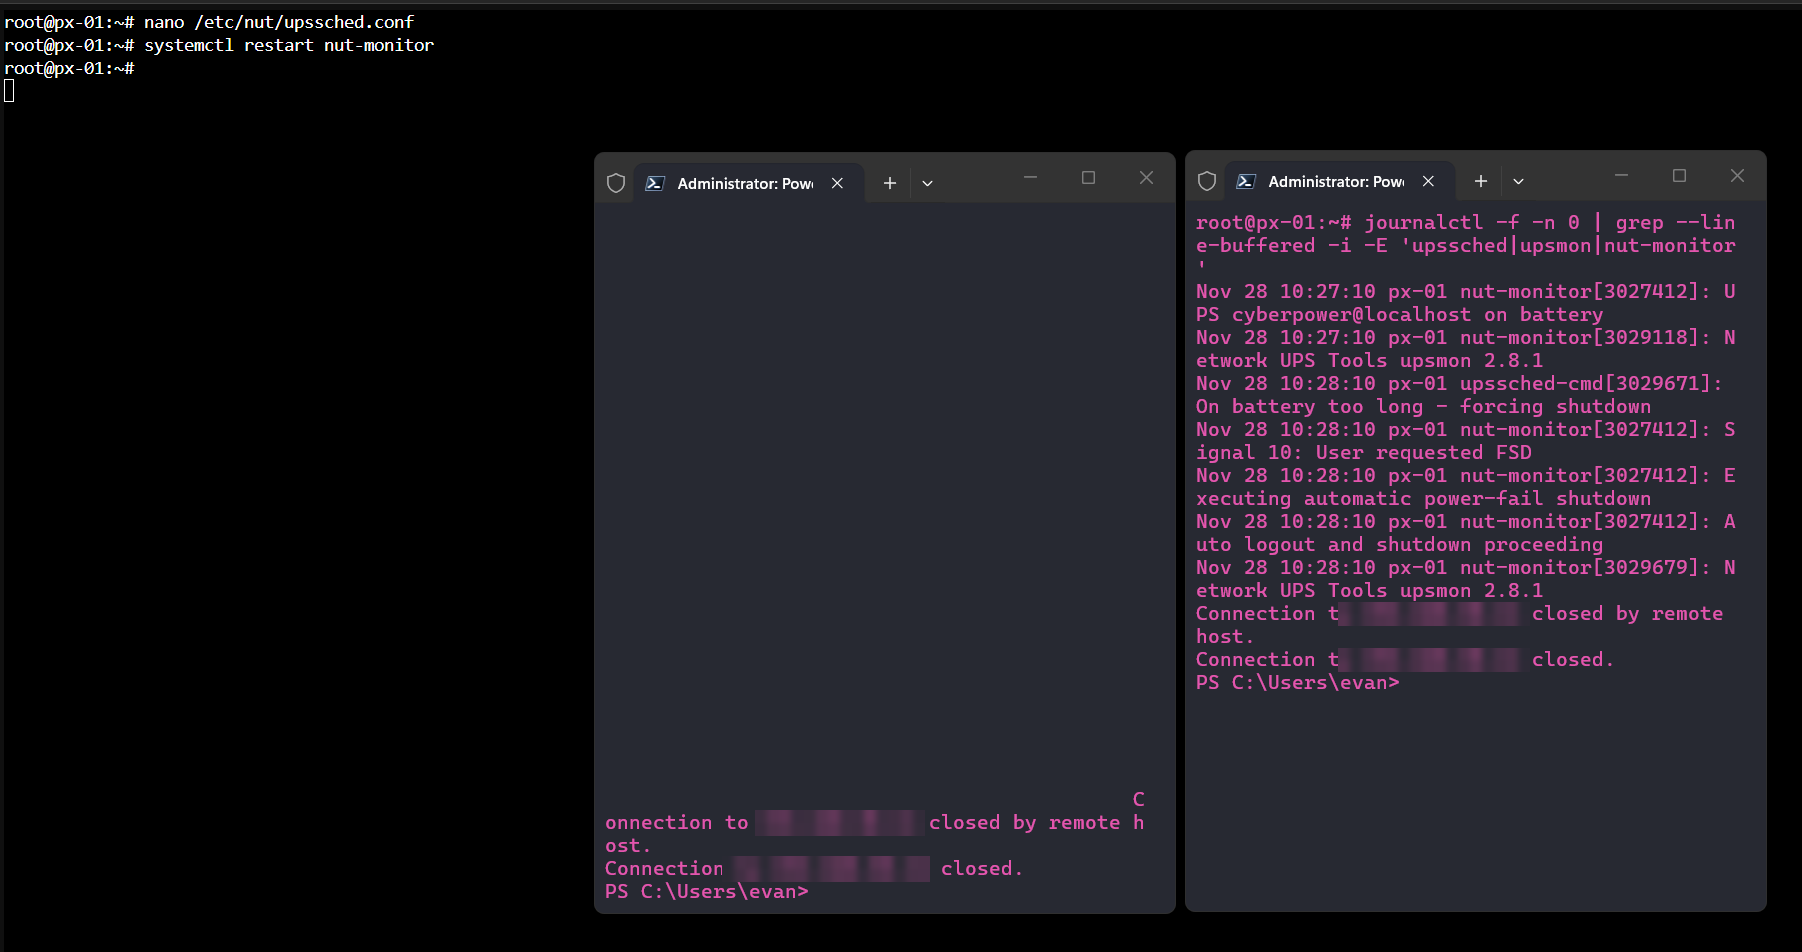 root@px-01:~# nano /etc/nut/upssched.conf
root@px-01:~# systemctl restart nut-monitor
root@px-01:~#
Administrator: Pow
C
onnection to closed by remote h
ost.
Connection closed.
PS C:\Users\evan>
Administrator: Pow
root@px-01:~# journalctl -f -n 0 | grep --lin
e-buffered -i -E 'upssched|upsmon|nut-monitor
'
Nov 28 10:27:10 px-01 nut-monitor[3027412]: U
PS cyberpower@localhost on battery
Nov 28 10:27:10 px-01 nut-monitor[3029118]: N
etwork UPS Tools upsmon 2.8.1
Nov 28 10:28:10 px-01 upssched-cmd[3029671]:
On battery too long - forcing shutdown
Nov 28 10:28:10 px-01 nut-monitor[3027412]: S
ignal 10: User requested FSD
Nov 28 10:28:10 px-01 nut-monitor[3027412]: E
xecuting automatic power-fail shutdown
Nov 28 10:28:10 px-01 nut-monitor[3027412]: A
uto logout and shutdown proceeding
Nov 28 10:28:10 px-01 nut-monitor[3029679]: N
etwork UPS Tools upsmon 2.8.1
Connection t closed by remote
host.
Connection t closed.
PS C:\Users\evan>